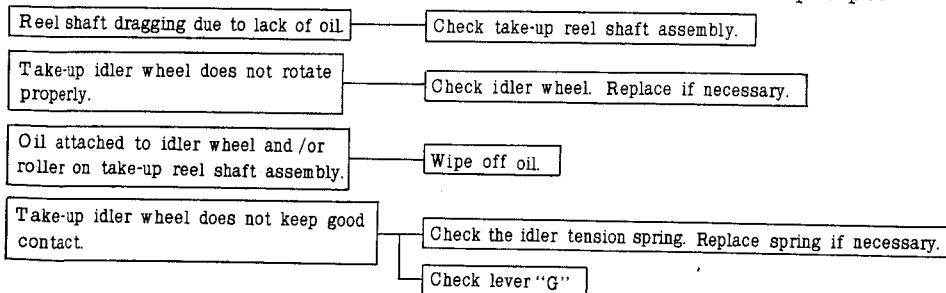 Reel shaft dragging due to lack of oil.
Check take-up reel shaft assembly.
Take-up idler wheel does not rotate
properly.
Check idler wheel. Replace if necessary.
Oil attached to idler wheel and /or
roller on take-up reel shaft assembly.
Wipe off oil.
Take-up idler wheel does not keep good
contact.
Check the idler tension spring. Replace spring if necessary.
Check lever "G"